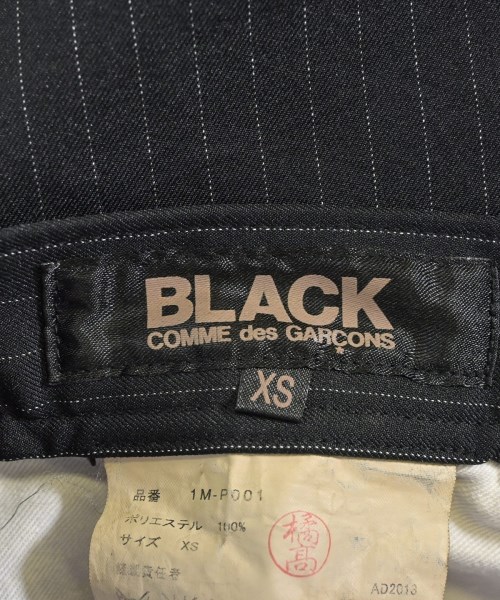 BLACK
COMME des GARÇONS
XS
品番 1M-P001
ポリエステル 100%
サイズ XS
橘高
AD2013